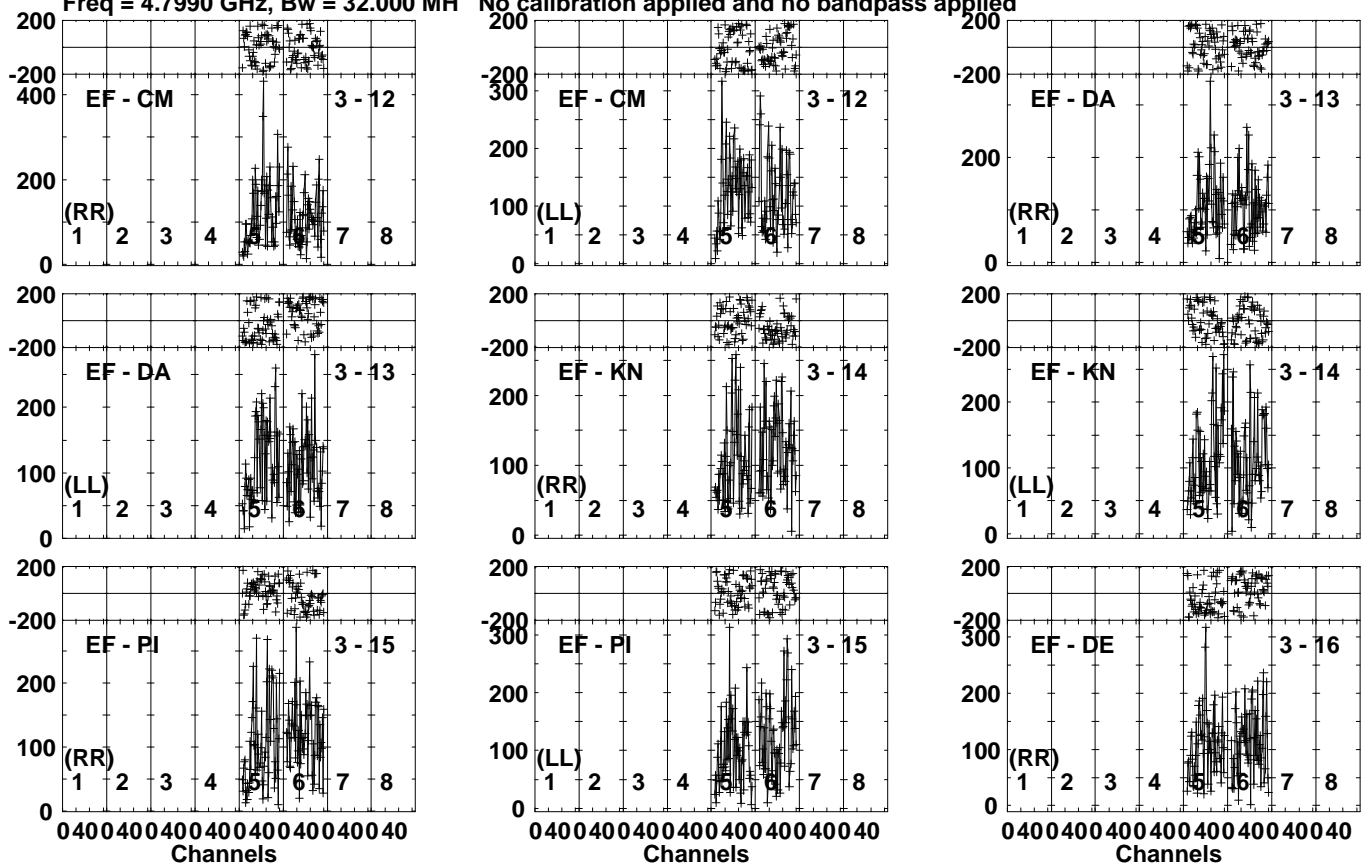 Freq = 4.7990 GHz, Bw = 32.000 MH No calibration applied and no bandpass applied
200 200 200
-200 -200 -200
EF - CM 3 - 12 EF - CM 3 - 12 EF - DA 3 - 13
400 300
200 200 200
100
(RR) (LL) (RR)
1 2 3 4 5 6 7 8 1 2 3 4 5 6 7 8 1 2 3 4 5 6 7 8
0 0 0
200 200 200
-200 -200 -200
EF - DA 3 - 13 EF - KN 3 - 14 EF - KN 3 - 14
200 200 200
100 100 100
(LL) (RR) (LL)
1 2 3 4 5 6 7 8 1 2 3 4 5 6 7 8 1 2 3 4 5 6 7 8
0 0 0
200 200 200
-200 -200 -200
EF - PI 3 - 15 EF - PI 3 - 15 EF - DE 3 - 16
300 300
200 200 200
100 100 100
(RR) (LL) (RR)
1 2 3 4 5 6 7 8 1 2 3 4 5 6 7 8 1 2 3 4 5 6 7 8
0 0 0
0 40 0 40 0 40 0 40 0 40 0 40 0 40 0 40 0 40 0 40 0 40 0 40 0 40 0 40 0 40 0 40 0 40 0 40 0 40 0 40 0 40 0 40 0 40 0 40
Channels Channels Channels